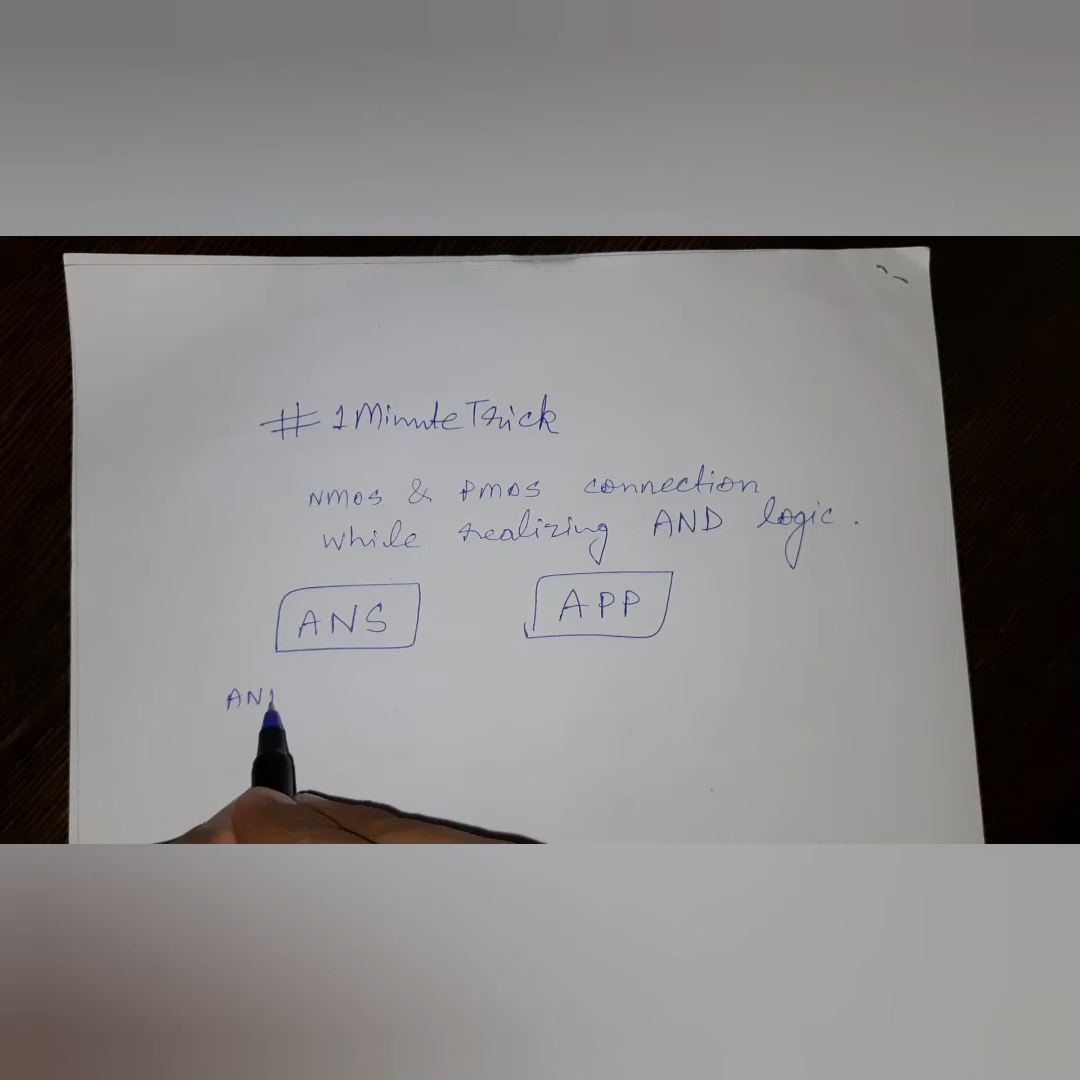 #1MinuteTrick
NMOS & PMOS connection
while realizing AND logic.
ANS APP
AN